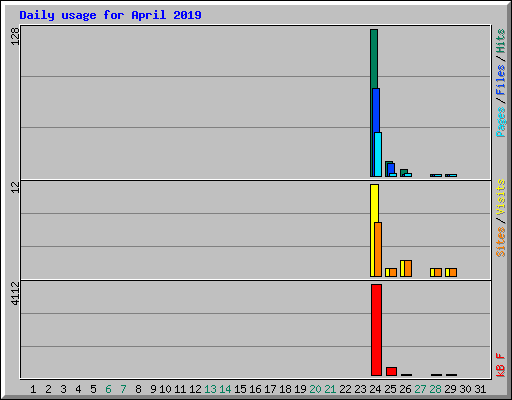 Daily usage for April 2019
128
Pages/Files/Hits
12
Sites/Visits
4112
kB F
1 2 3 4 5 6 7 8 9 10 11 12 13 14 15 16 17 18 19 20 21 22 23 24 25 26 27 28 29 30 31